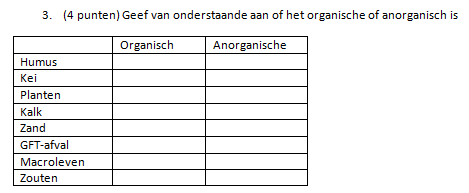 3. (4 punten) Geef van onderstaande aan of het organische of anorganisch is
Organisch Anorganische
Humus
Kei
Planten
Kalk
Zand
GFT-afval
Macroleven
Zouten